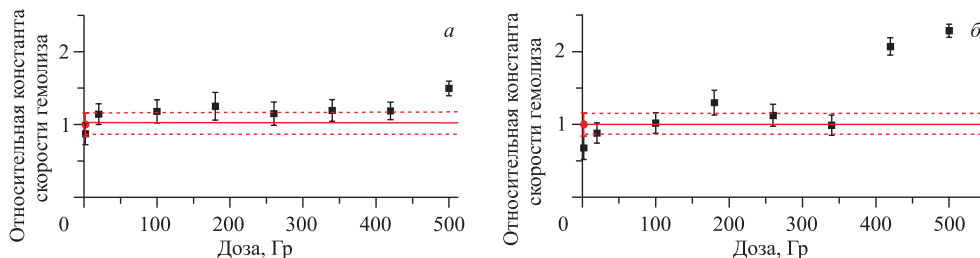 Относительная константа
скорости гемолиза
2
1
0
100
200
300
400
500
Доза, Гр
а
Относительная константа
скорости гемолиза
2
1
0
100
200
300
400
500
Доза, Гр
б